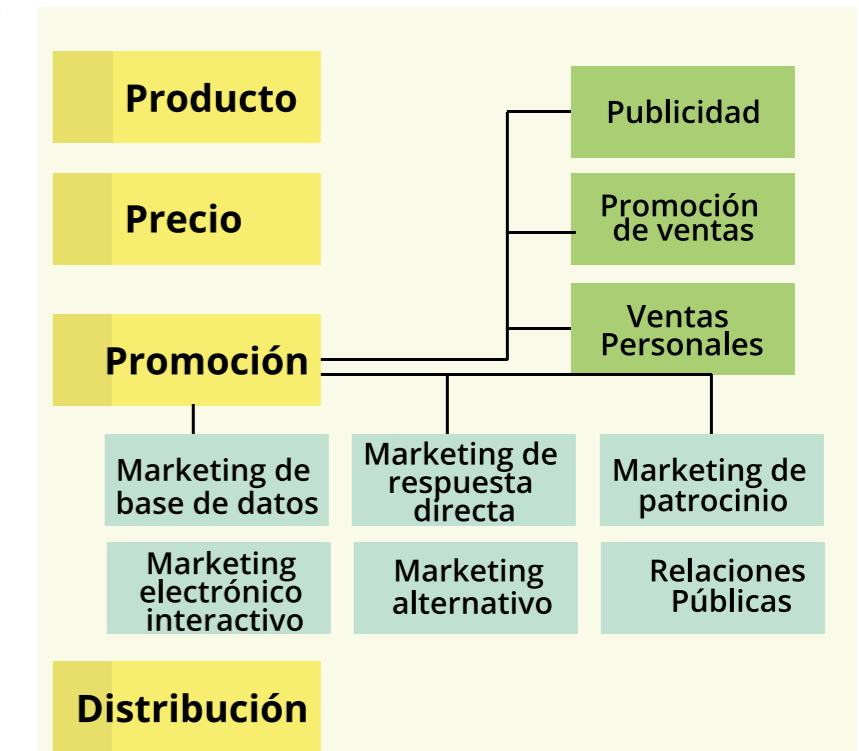 Producto
Publicidad
Precio
Promoción
de ventas
Promoción
Ventas
Personales
Marketing de
base de datos
Marketing de
respuesta
directa
Marketing de
patrocinio
Marketing
electrónico
interactivo
Marketing
alternativo
Relaciones
Públicas
Distribución